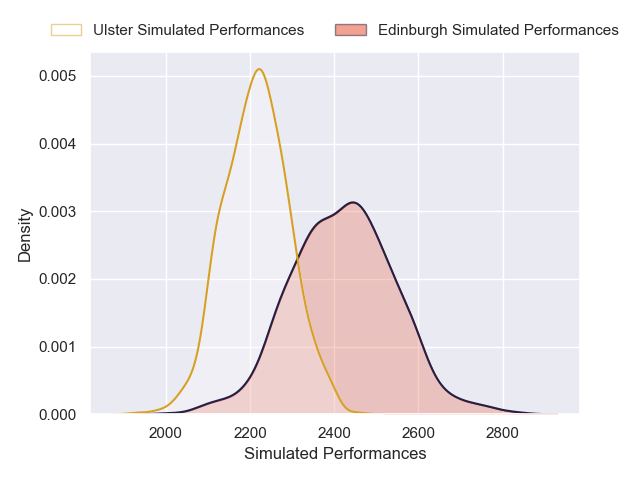 Ulster Simulated Performances Edinburgh Simulated Performances
0.005
0.004
0.003
0.002
0.001
0.000
Density
2000 2200 2400 2600 2800
Simulated Performances